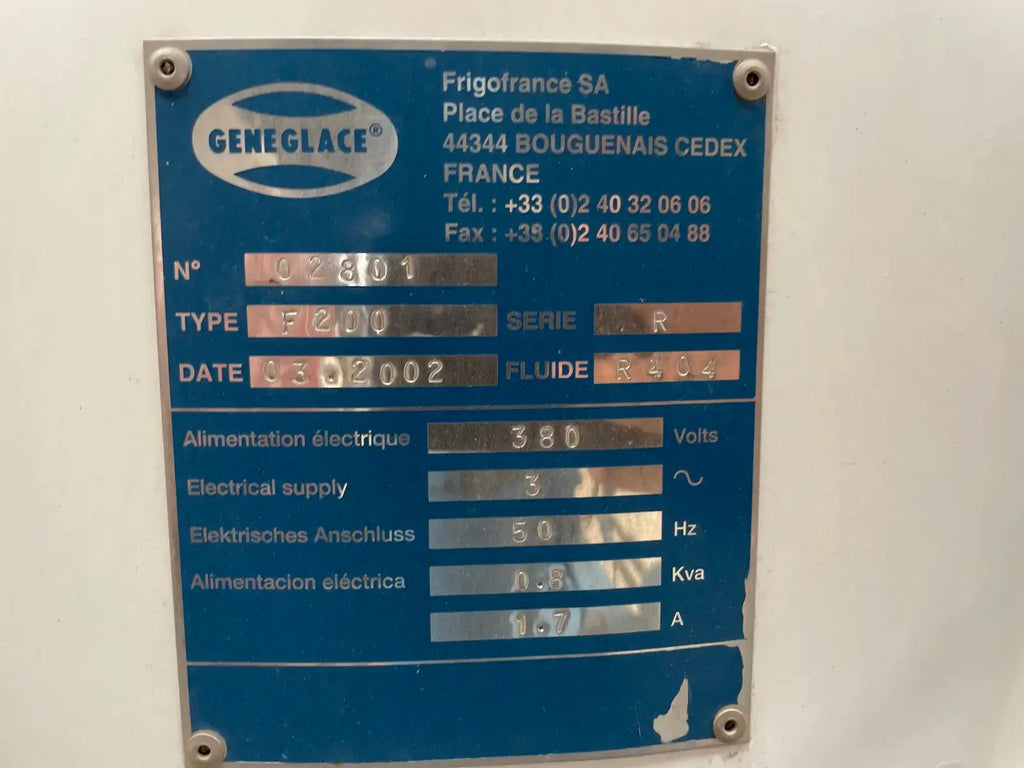 GENEGLACE®
Frigofrance SA
Place de la Bastille
44344 BOUGUENAIS CEDEX
FRANCE
Tél. : +33 (0)2 40 32 06 06
Fax : +33 (0)2 40 65 04 88
N° 02801
TYPE F200 SERIE R
DATE 03.2002 FLUIDE R404
Alimentation électrique 380 Volts
Electrical supply 3 ~
Elektrisches Anschluss 50 Hz
Alimentacion eléctrica 0.8 Kva
1.7 A